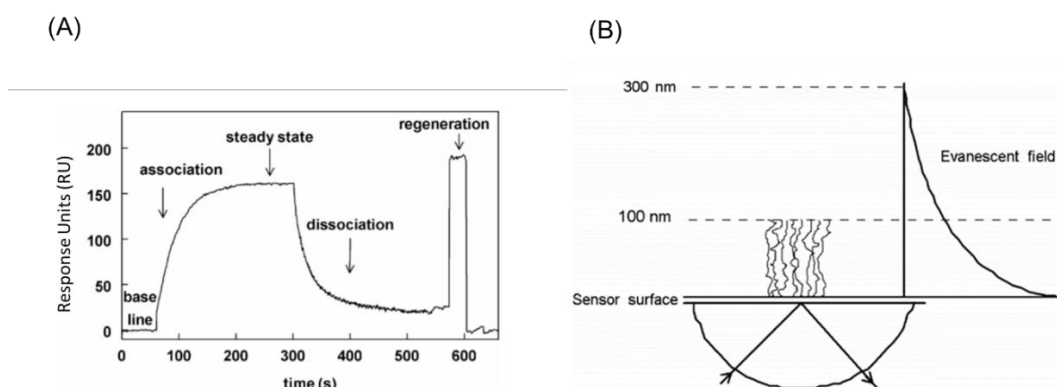 (A)
200
150
100
50
0
Response Units (RU)
association
steady state
dissociation
regeneration
base
line
0
100
200
300
400
500
600
time (s)
(B)
300 nm
Evanescent field
100 nm
Sensor surface